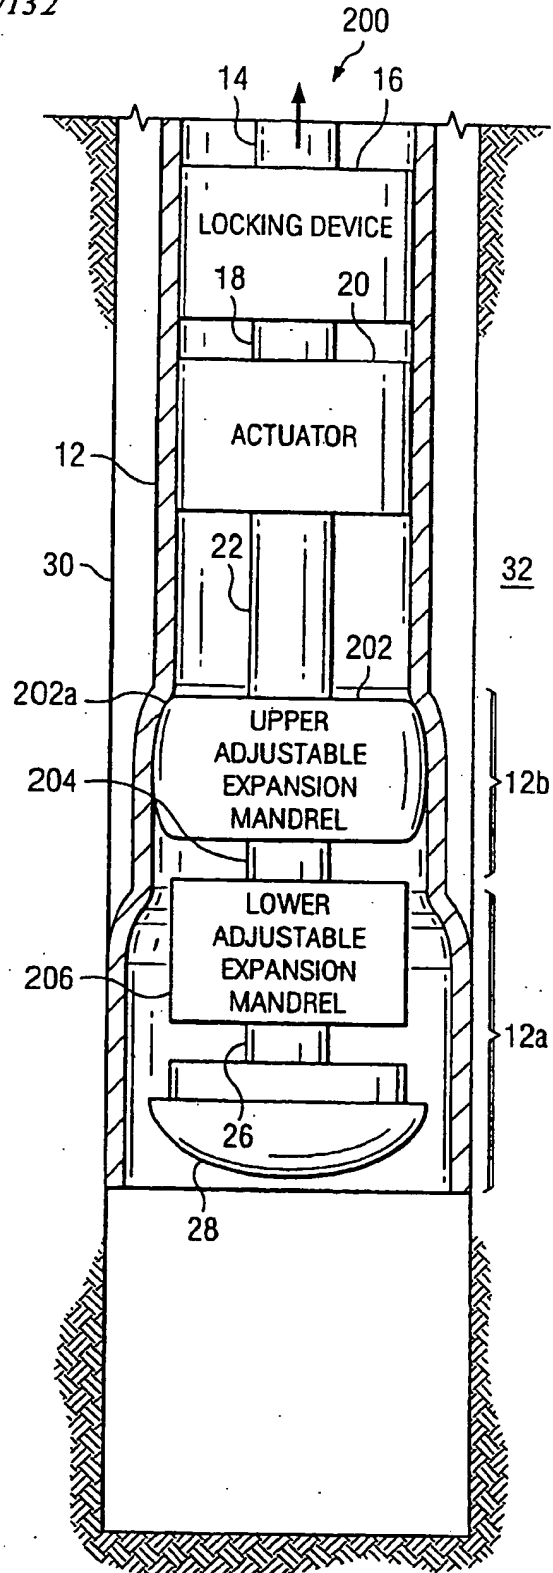 200
14
16
LOCKING DEVICE
18
20
ACTUATOR
12
22
30
32
202
202a
UPPER
ADJUSTABLE
EXPANSION
MANDREL
204
12b
LOWER
ADJUSTABLE
EXPANSION
MANDREL
206
12a
26
28